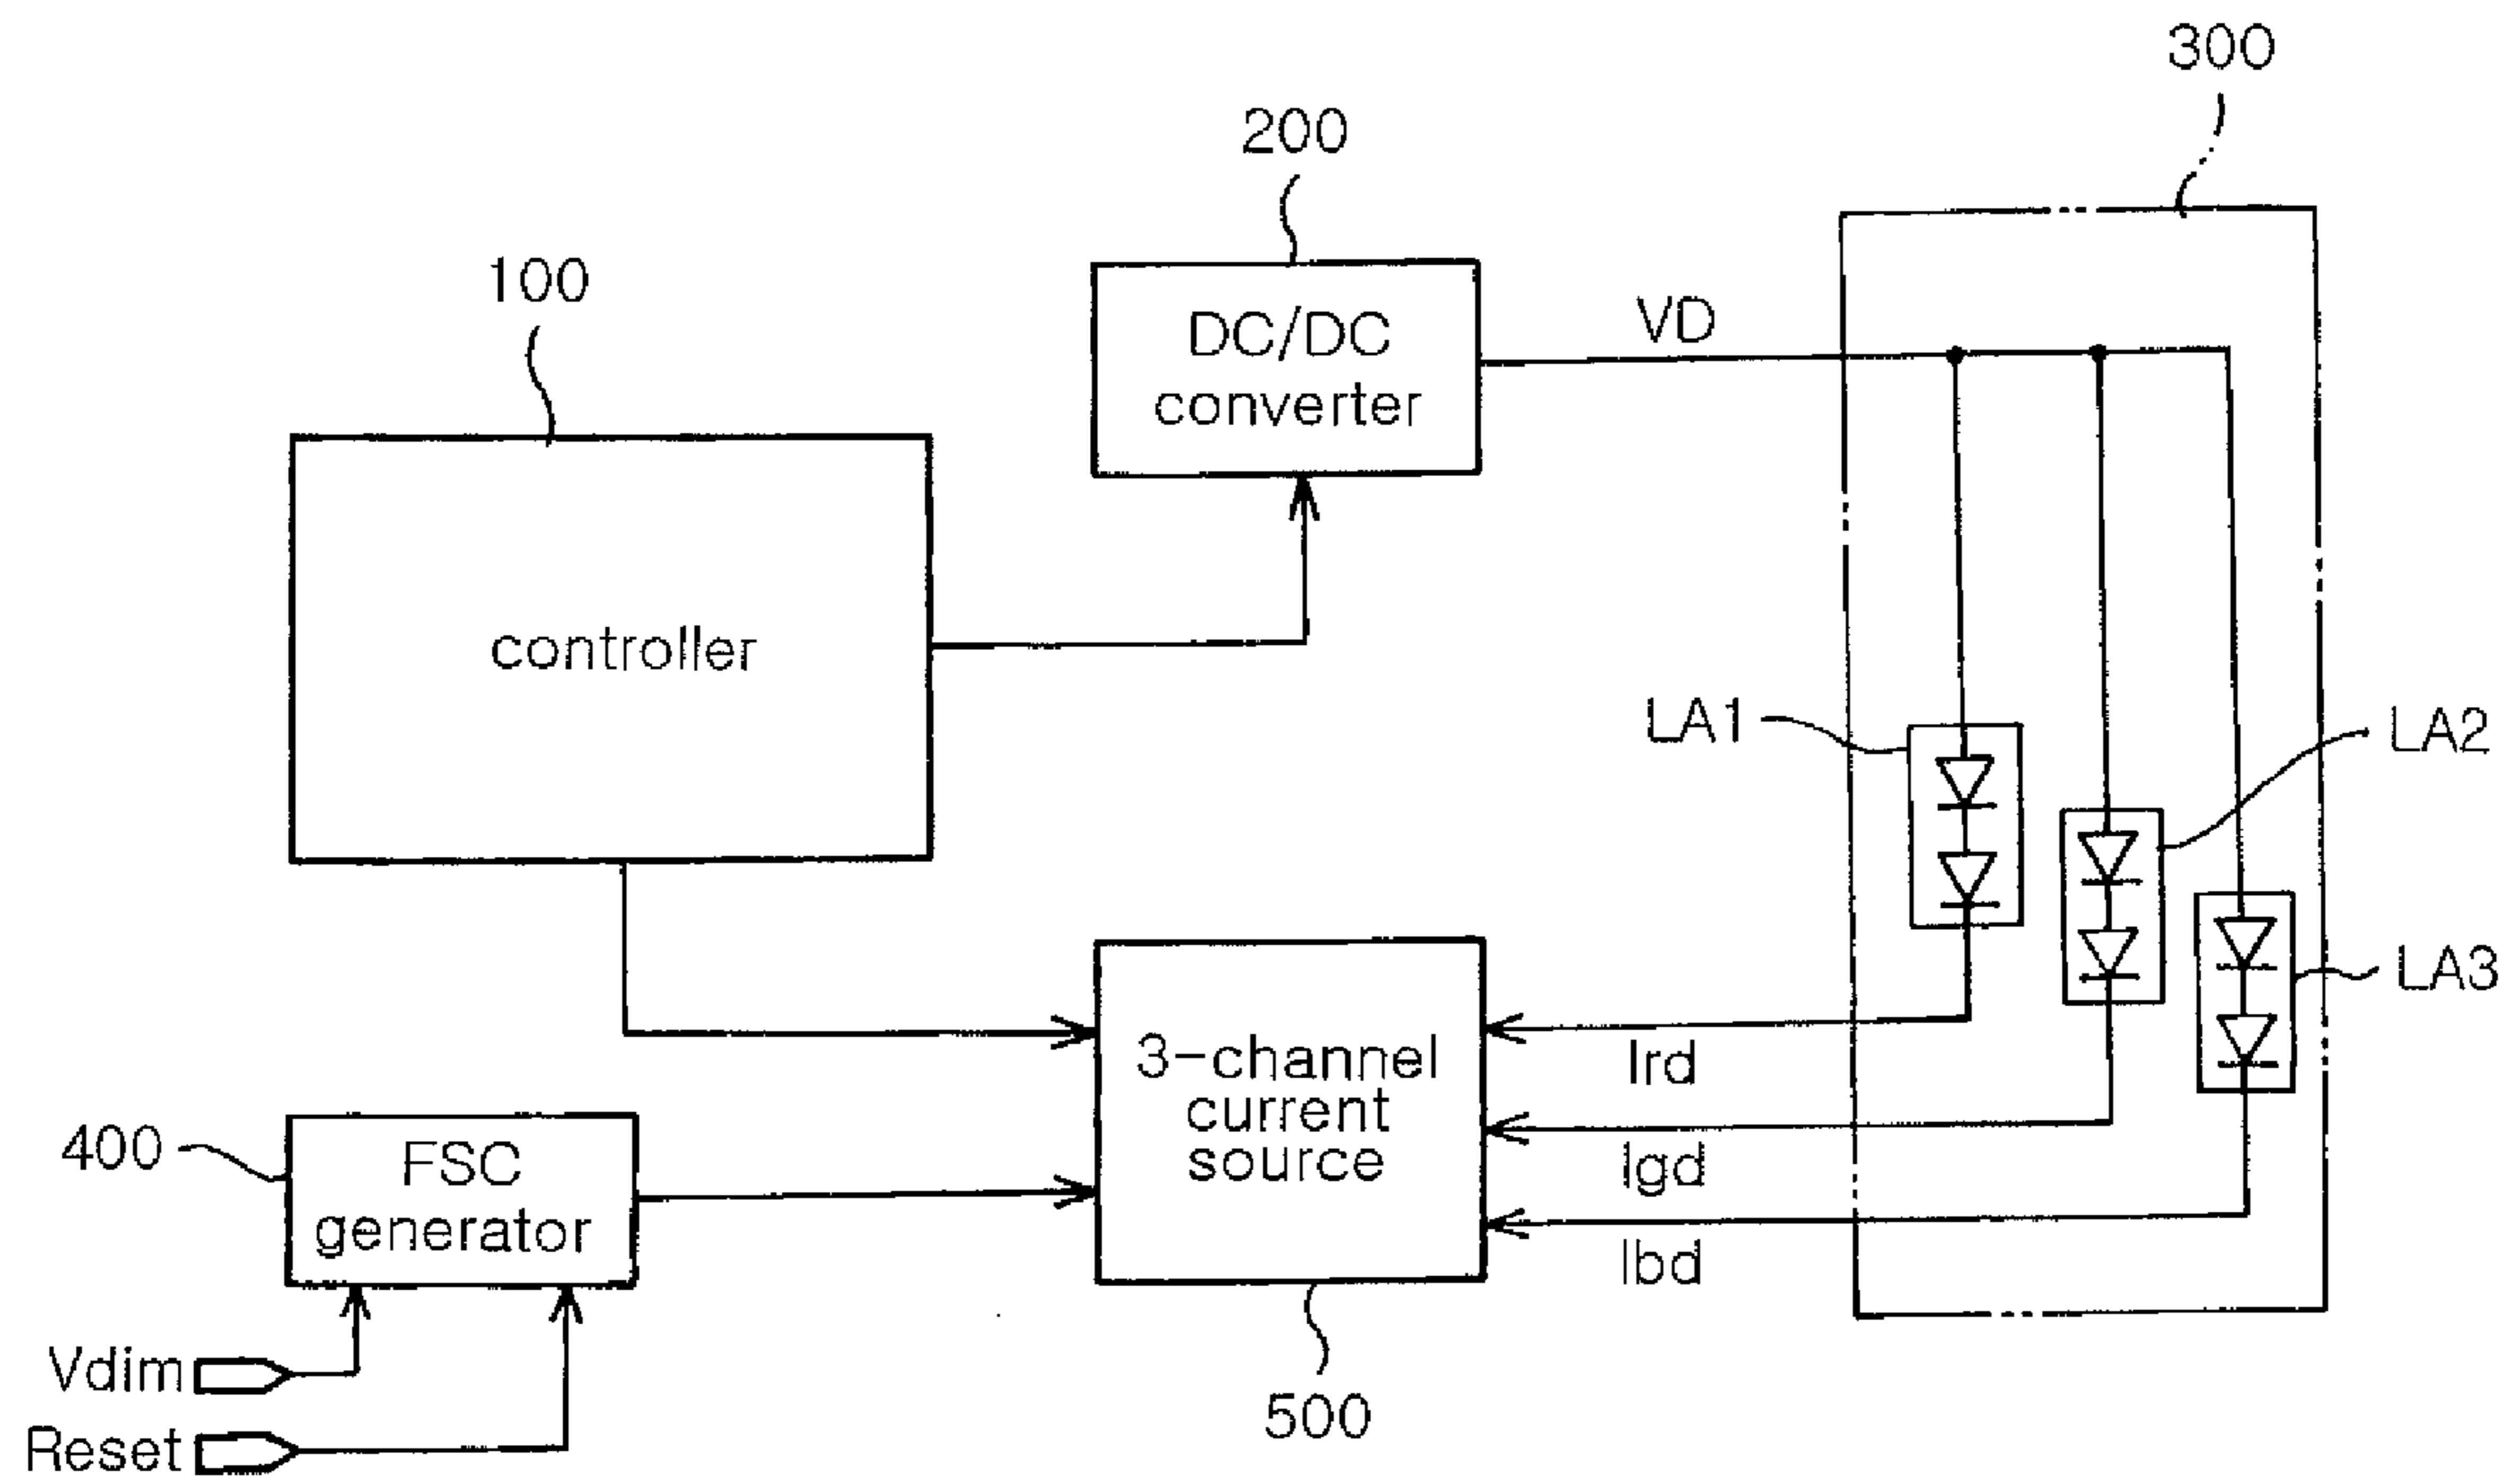 300
200
100
DC/DC
converter
VD
controller
LA1
LA2
LA3
3-channel
current
source
Ird
Igd
Ibd
400
FSC
generator
Vdim
Reset
500